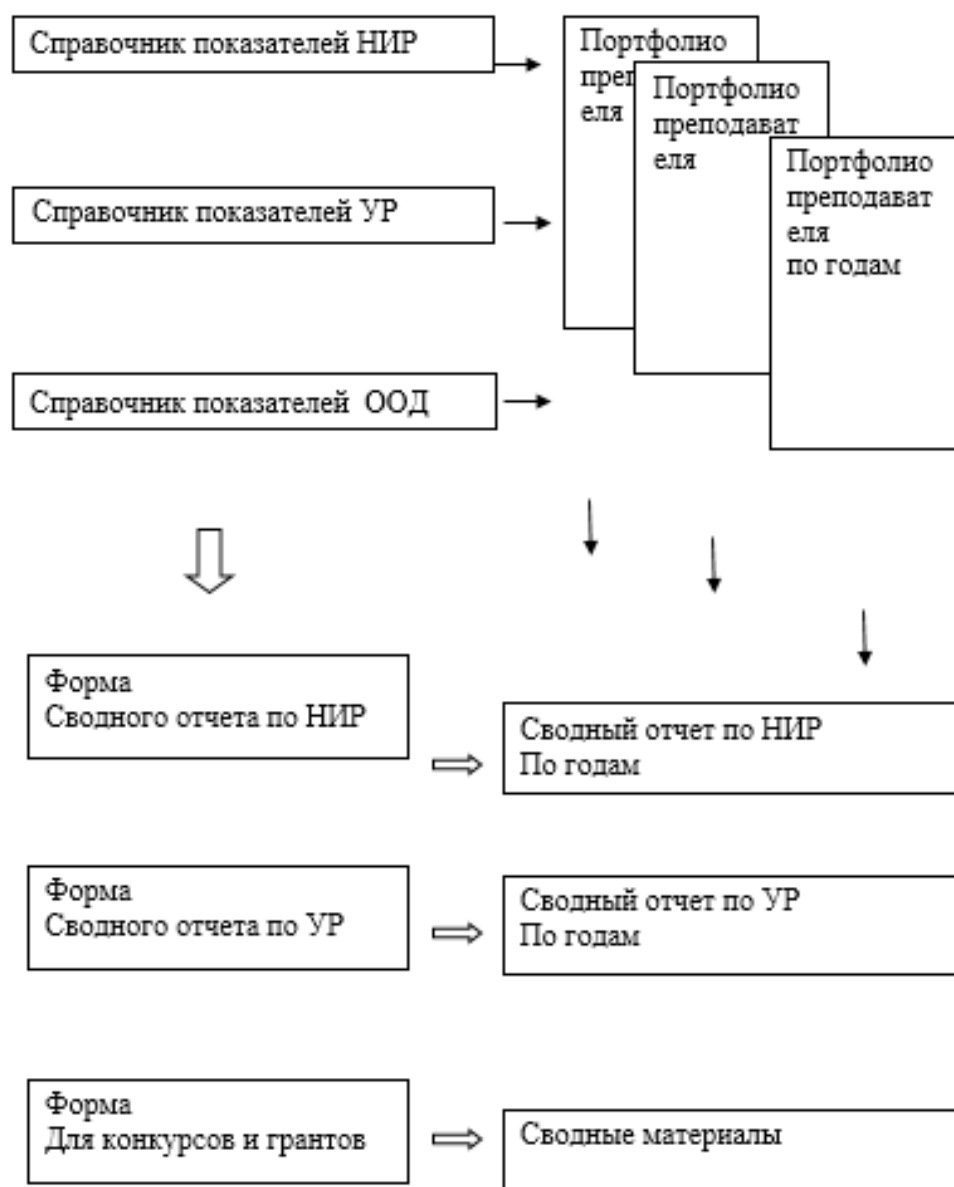 Справочник показателей НИР
Портфолио
еля
Портфолио
преподават
еля
Портфолио
преподават
еля
по годам
Справочник показателей УР
Справочник показателей ООД
Форма
Сводного отчета по НИР
Сводный отчет по НИР
По годам
Форма
Сводного отчета по УР
Сводный отчет по УР
По годам
Форма
Для конкурсов и грантов
Сводные материалы